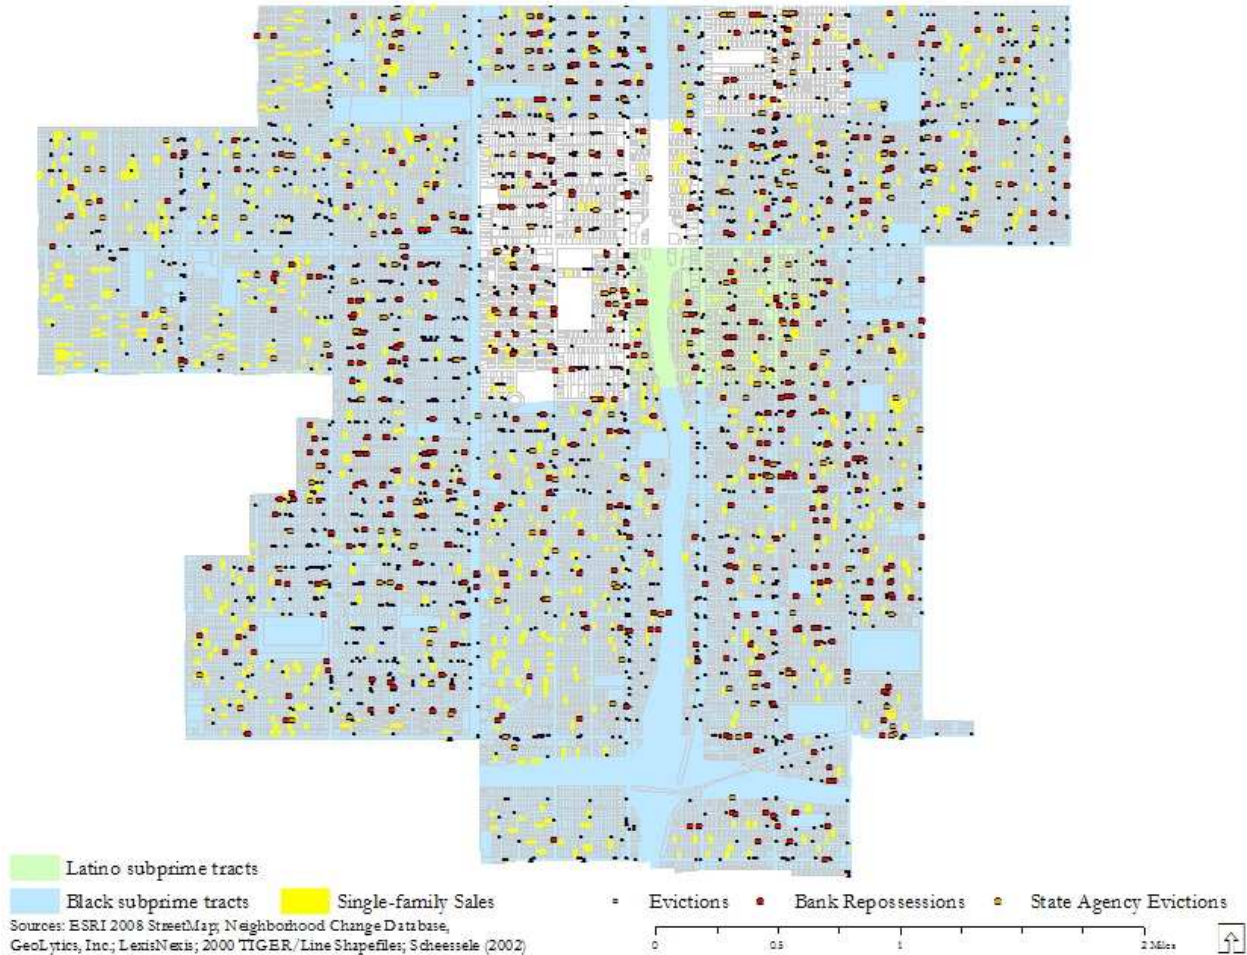 Latino subprime tracts
Black subprime tracts
Single-family Sales
Evictions
Bank Repossessions
State Agency Evictions
Sources: ESRI 2008 StreetMap; Neighborhood Change Database,
GeoLytics, Inc.; LexisNexis; 2000 TIGER/Line Shapefiles; Scheessele (2002)
0 0.5 1 2 Miles